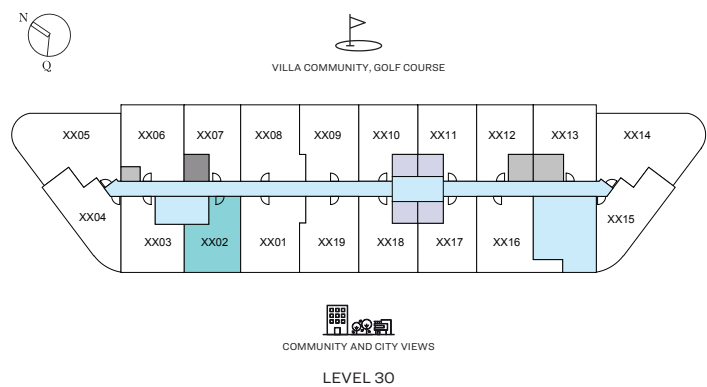 N
Q
VILLA COMMUNITY, GOLF COURSE
XX05 XX06 XX07 XX08 XX09 XX10 XX11 XX12 XX13 XX14
XX04 XX03 XX02 XX01 XX19 XX18 XX17 XX16 XX15
COMMUNITY AND CITY VIEWS
LEVEL 30